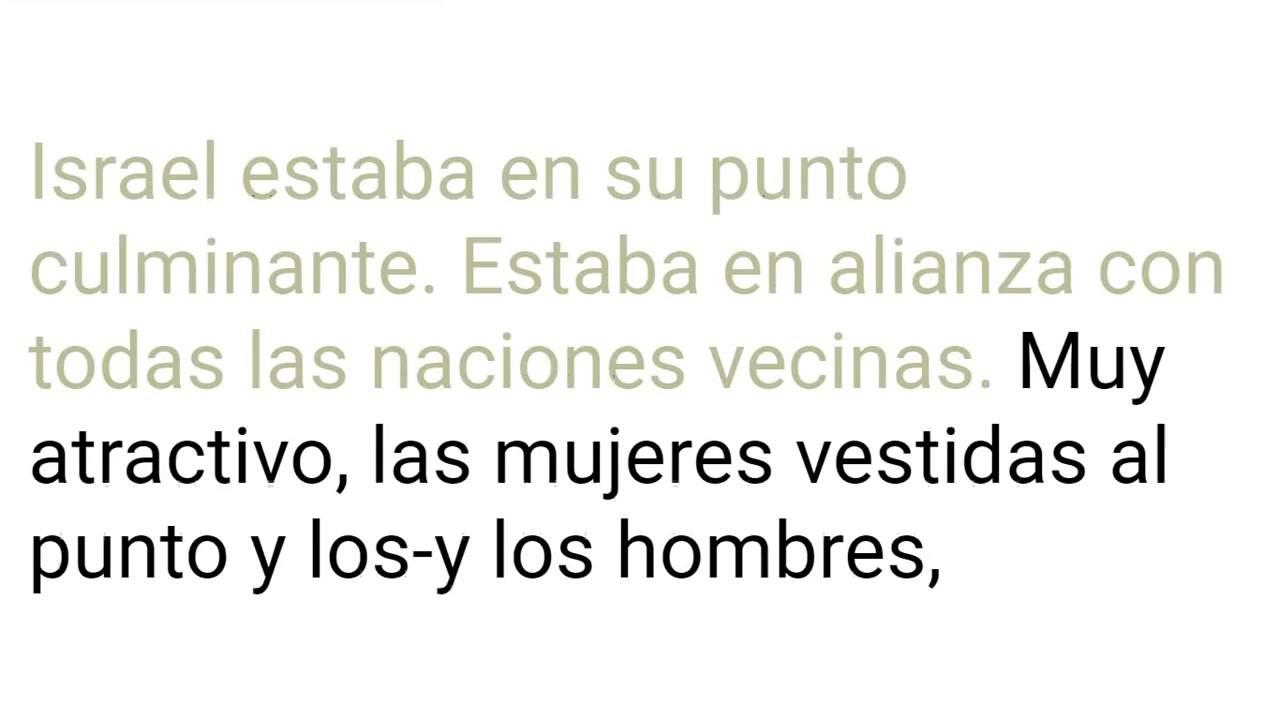 Israel estaba en su punto
culminante. Estaba en alianza con
todas las naciones vecinas. Muy
atractivo, las mujeres vestidas al
punto y los-y los hombres,